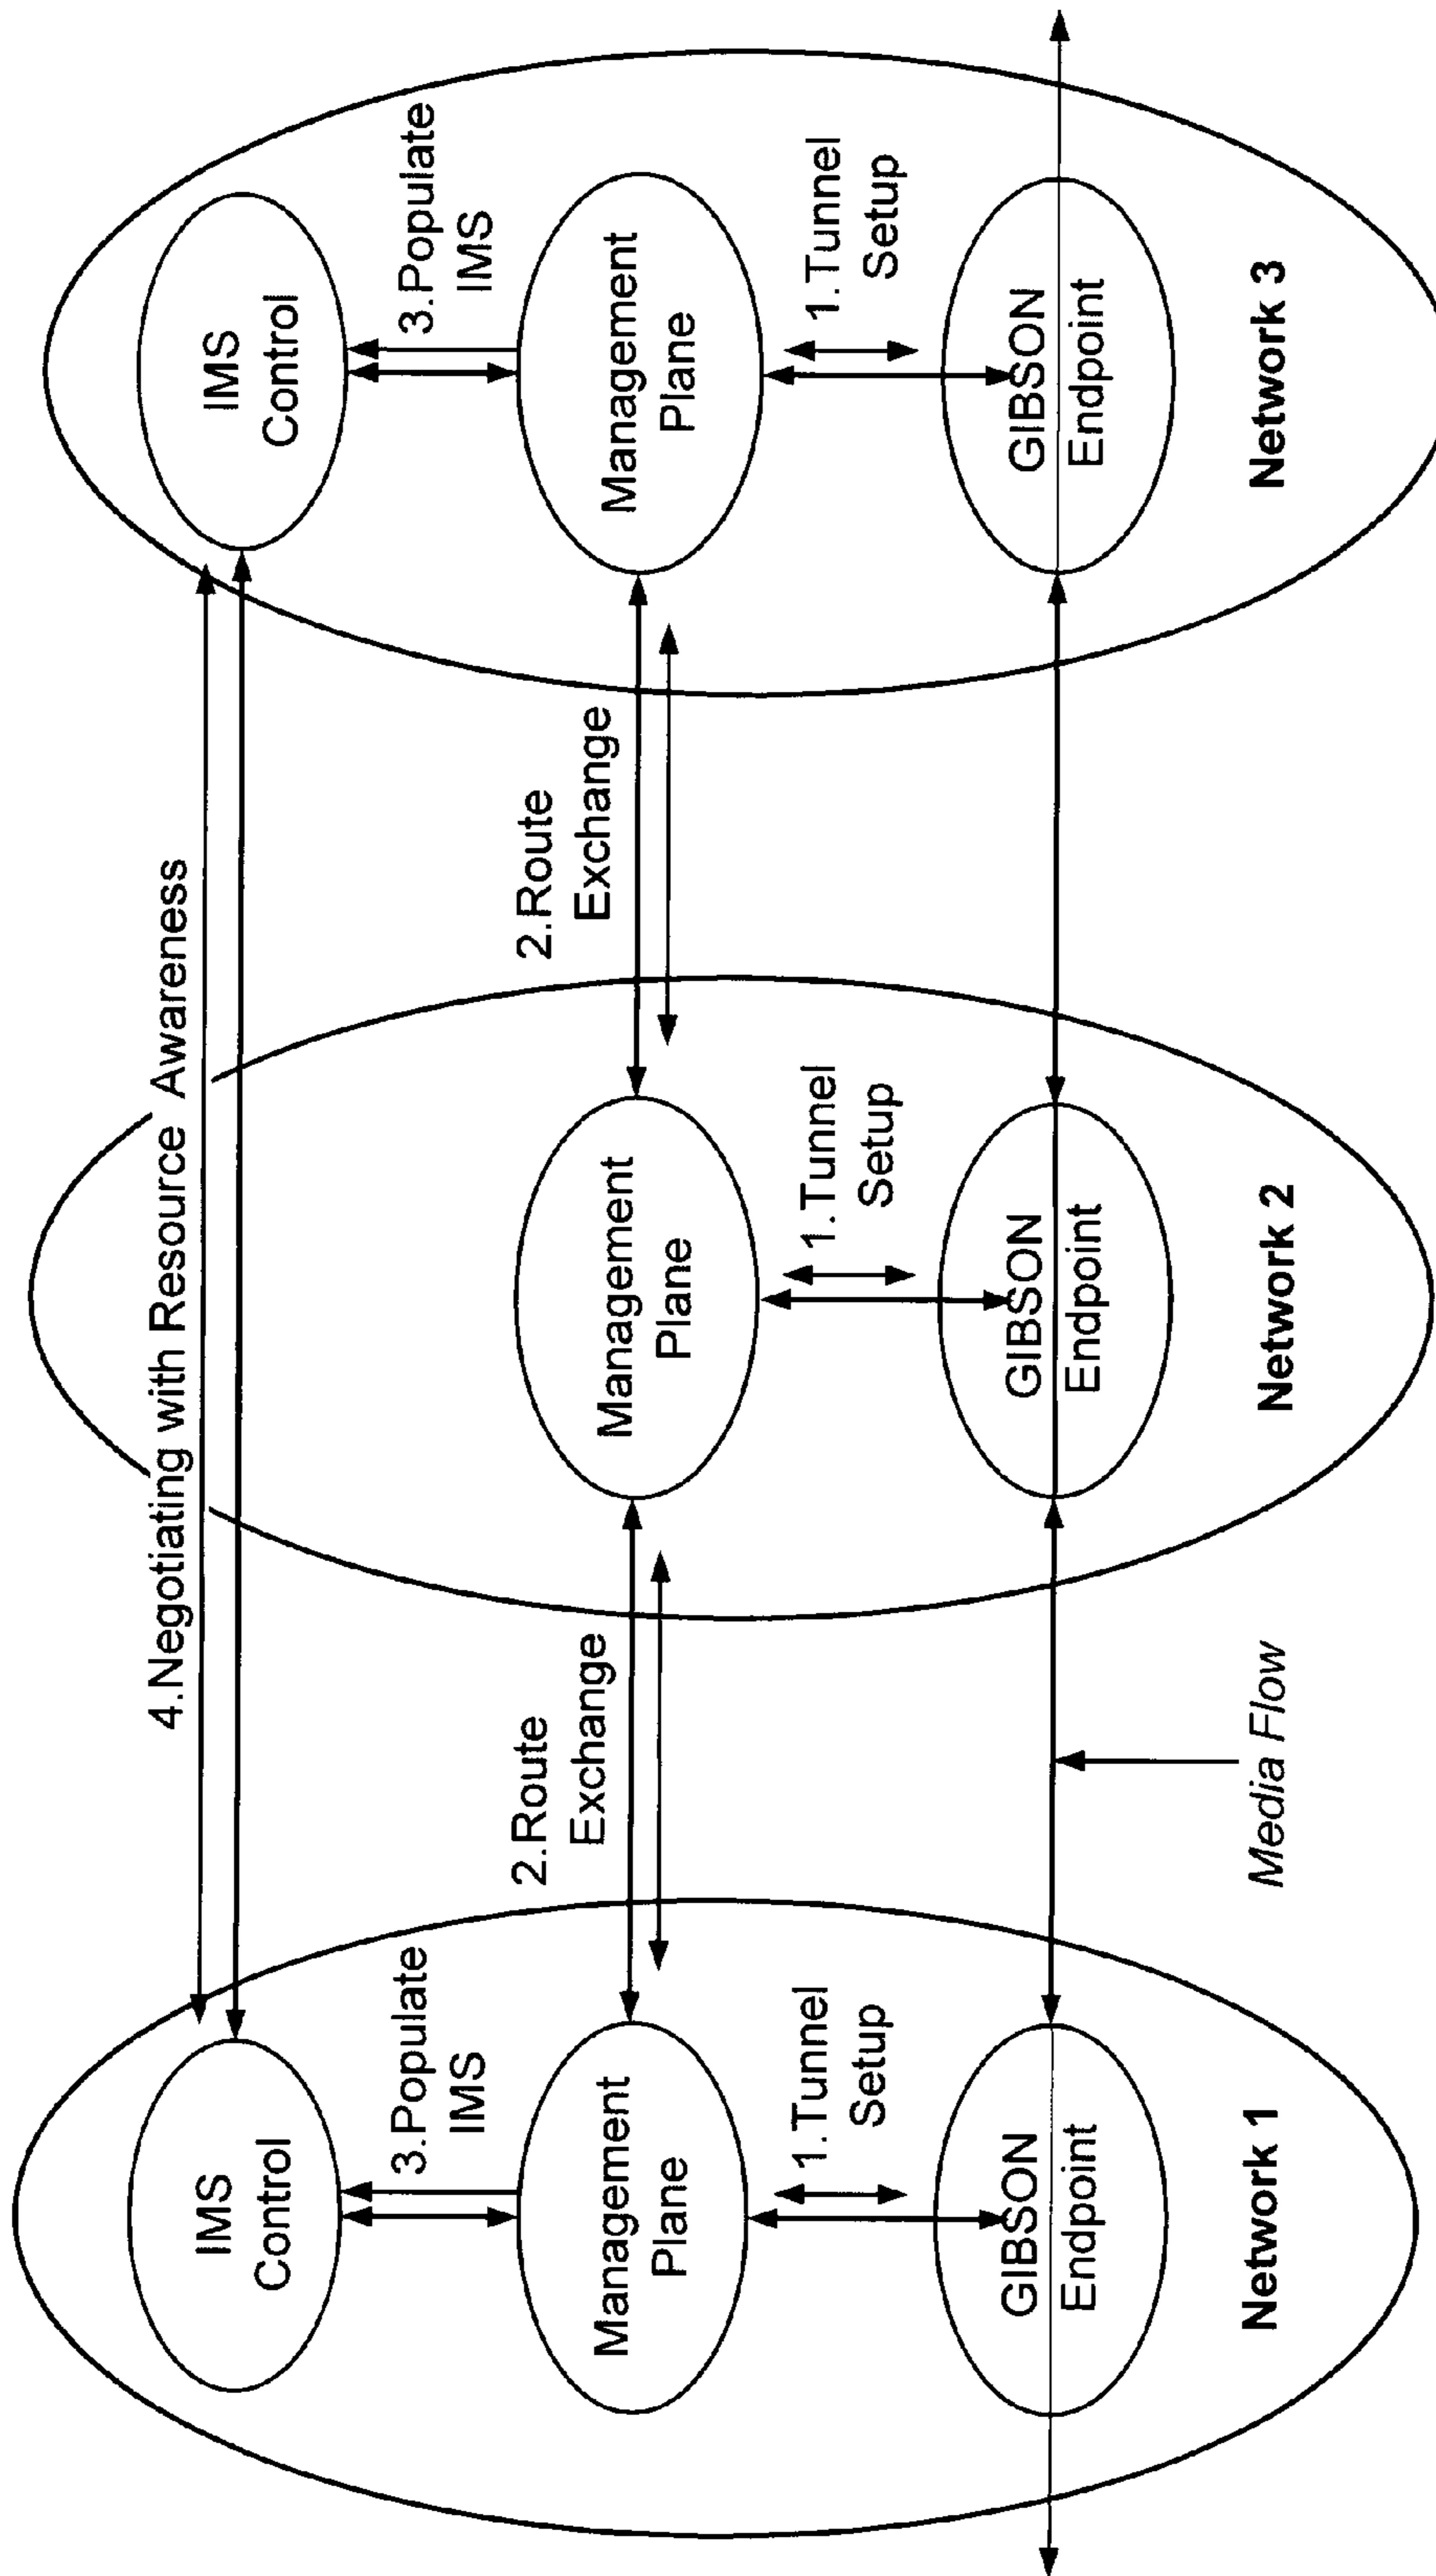 4.Negotiating with Resource Awareness
IMS
Control
3.Populate
IMS
Management
Plane
1.Tunnel
Setup
GIBSON
Endpoint
Network 1
2.Route
Exchange
Media Flow
Management
Plane
1.Tunnel
Setup
GIBSON
Endpoint
Network 2
2.Route
Exchange
IMS
Control
3.Populate
IMS
Management
Plane
1.Tunnel
Setup
GIBSON
Endpoint
Network 3